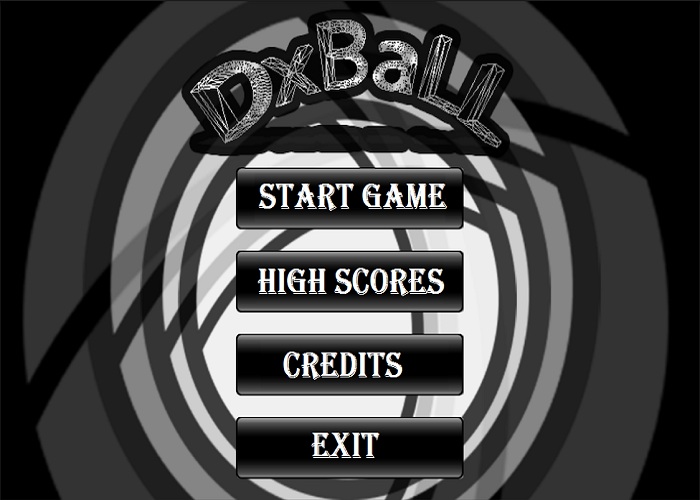 DxBaLL
START GAME
HIGH SCORES
CREDITS
EXIT